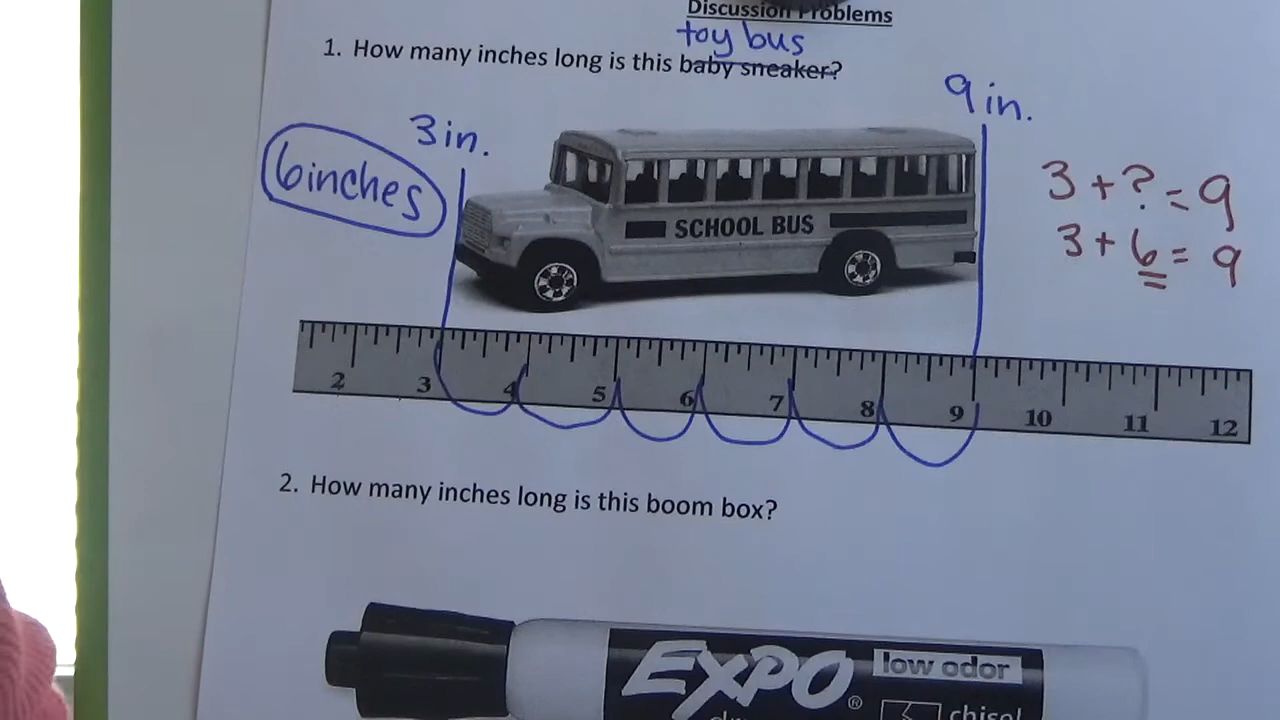 Discussion Problems
toy bus
1. How many inches long is this baby sneaker?
9 in.
3 in.
6 inches
3 + ? = 9
3 + 6 = 9
SCHOOL BUS
2 3 4 5 6 7 8 9 10 11 12
2. How many inches long is this boom box?
EXPO® low odor
chisel